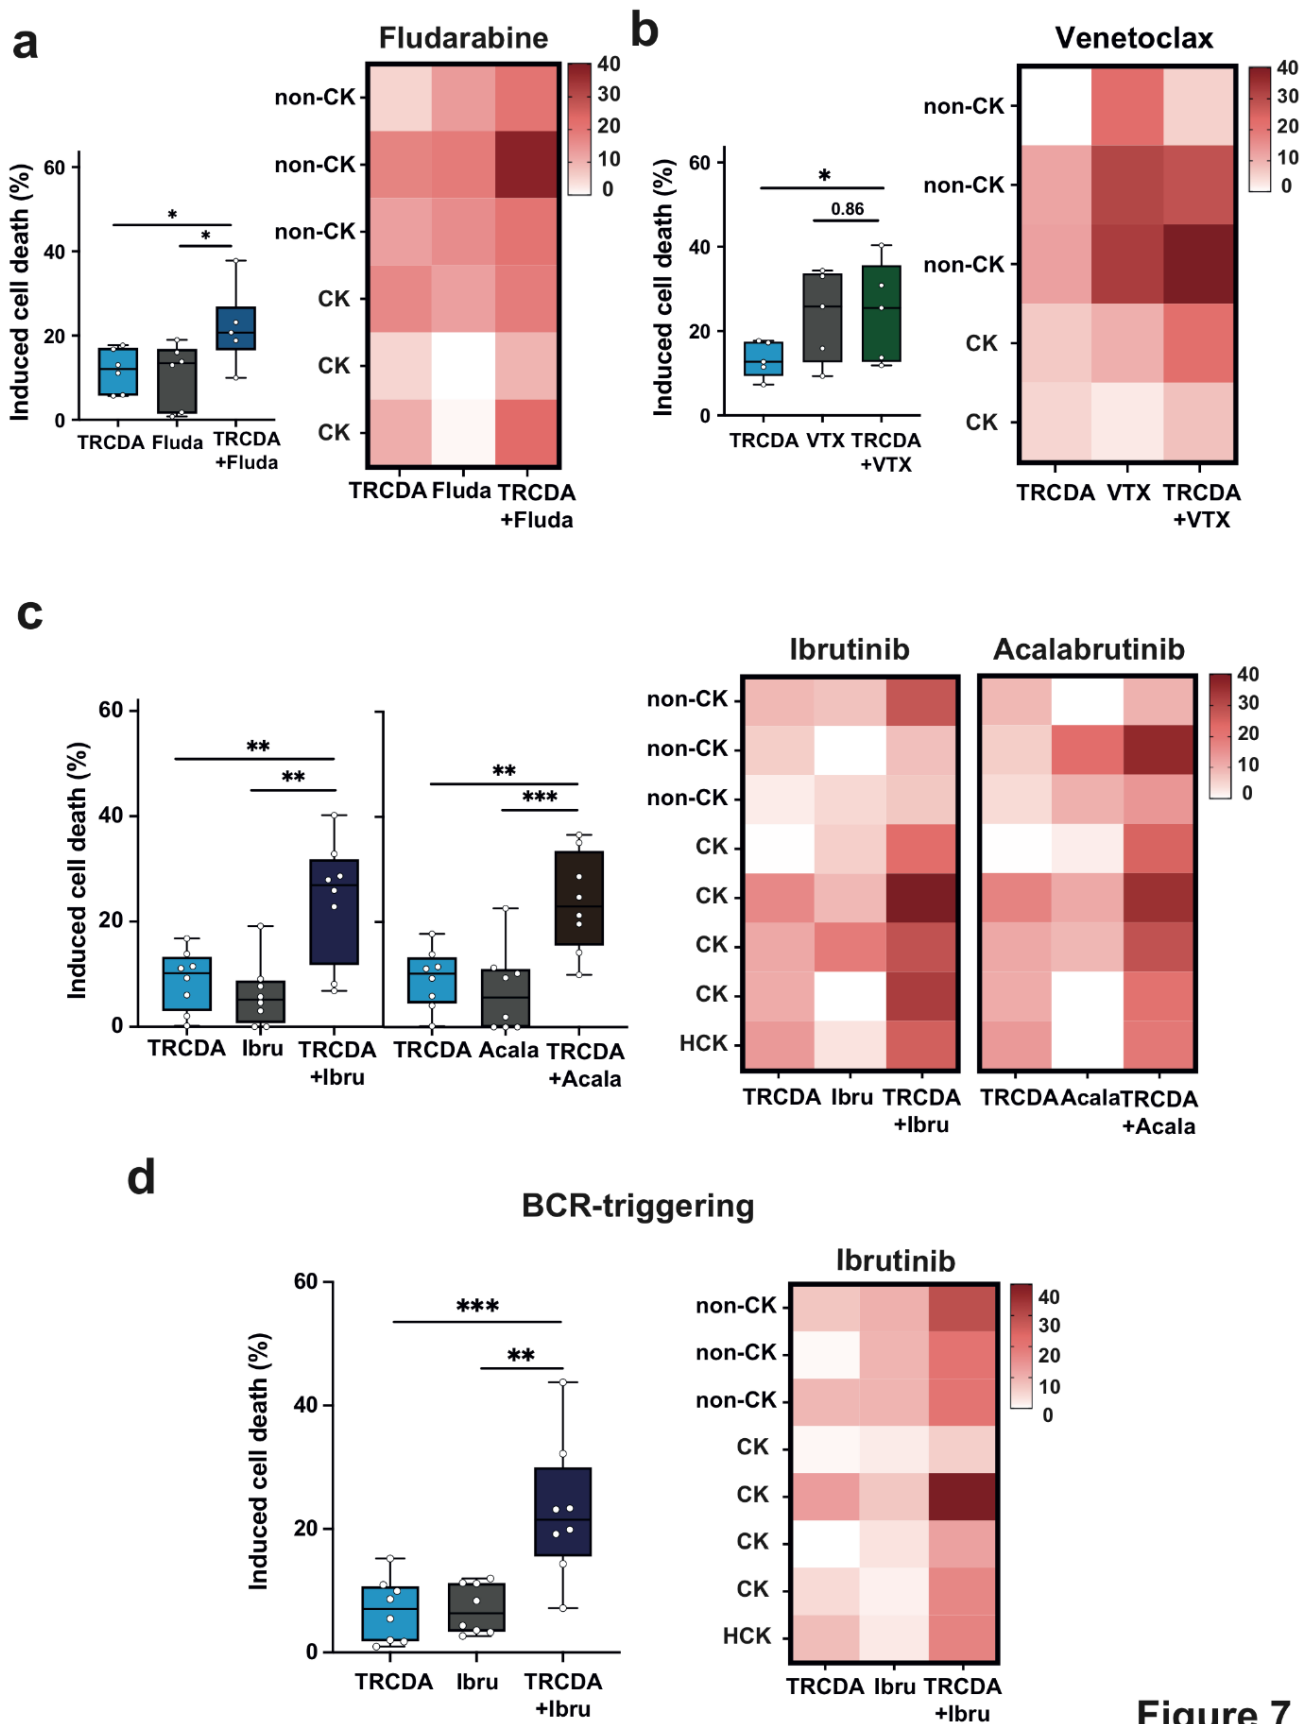 a
Fludarabine
Induced cell death (%)
60
40
20
0
*
*
TRCDA
Fluda
TRCDA
+Fluda
non-CK
non-CK
non-CK
CK
CK
CK
40
30
20
10
0
TRCDA
Fluda
TRCDA
+Fluda
b
Venetoclax
Induced cell death (%)
60
40
20
0
*
0.86
TRCDA
VTX
TRCDA
+VTX
non-CK
non-CK
non-CK
CK
CK
40
30
20
10
0
TRCDA
VTX
TRCDA
+VTX
c
Induced cell death (%)
60
40
20
0
**
**
**
***
TRCDA
Ibru
TRCDA
+Ibru
TRCDA
Acala
TRCDA
+Acala
Ibrutinib
Acalabrutinib
non-CK
non-CK
non-CK
CK
CK
CK
CK
HCK
40
30
20
10
0
TRCDA
Ibru
TRCDA
+Ibru
TRCDA
Acala
TRCDA
+Acala
d
BCR-triggering
Induced cell death (%)
60
40
20
0
***
**
TRCDA
Ibru
TRCDA
+Ibru
Ibrutinib
non-CK
non-CK
non-CK
CK
CK
CK
CK
HCK
40
30
20
10
0
TRCDA
Ibru
TRCDA
+Ibru
Figure 7